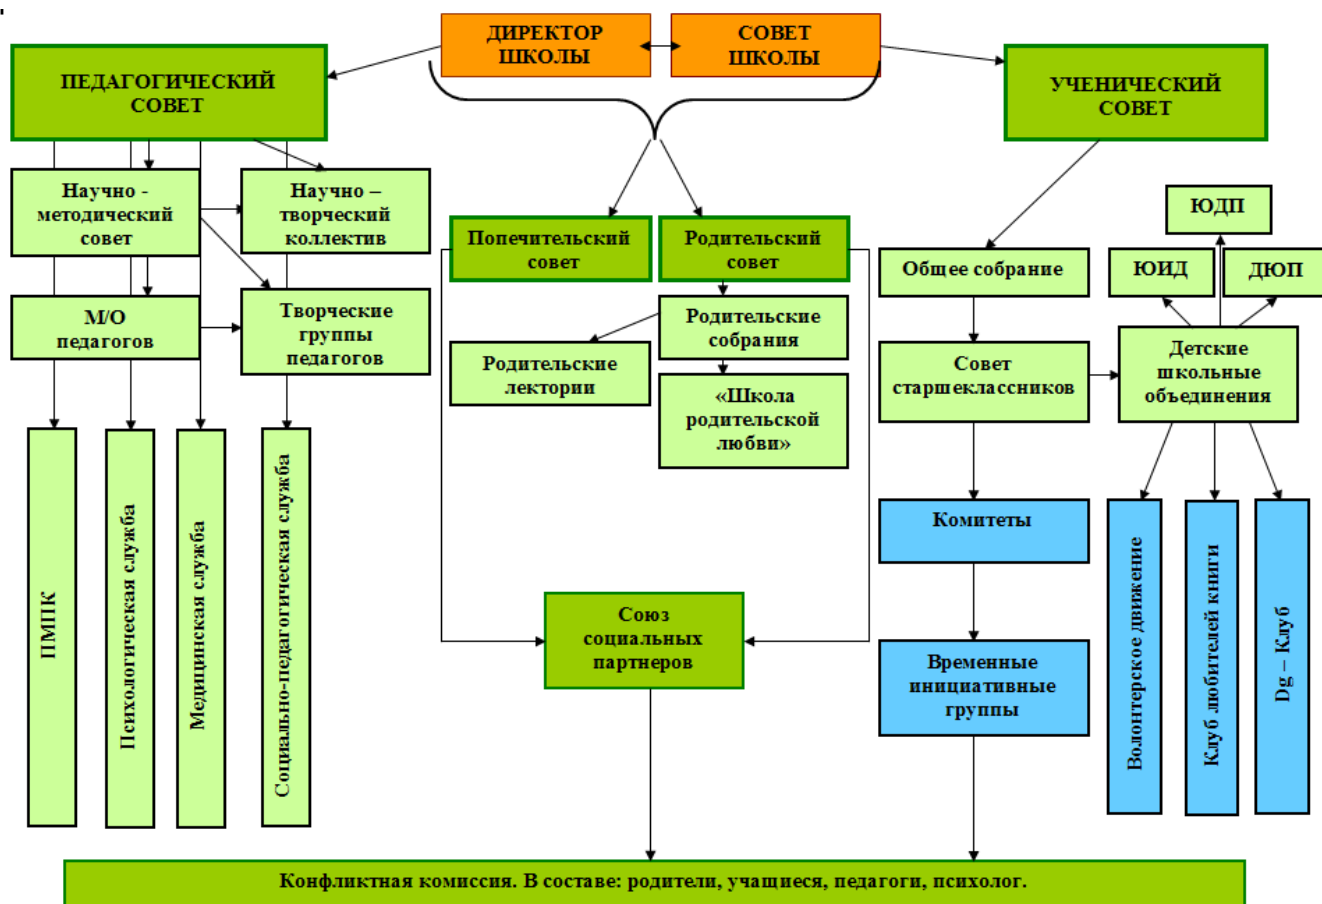 ДИРЕКТОР
ШКОЛЫ
СОВЕТ
ШКОЛЫ
ПЕДАГОГИЧЕСКИЙ
СОВЕТ
УЧЕНИЧЕСКИЙ
СОВЕТ
Научно -
методический
совет
Научно –
творческий
коллектив
Попечительский
совет
Родительский
совет
ЮДП
Общее собрание
ЮИД
ДЮП
М/О
педагогов
Творческие
группы
педагогов
Родительские
собрания
Родительские
лектории
«Школа
родительской
любви»
Совет
старшеклассников
Детские
школьные
объединения
ПМПК
Психологическая служба
Медицинская служба
Социально-педагогическая служба
Комитеты
Волонтерское движение
Клуб любителей книги
Dg – Клуб
Союз
социальных
партнеров
Временные
инициативные
группы
Конфликтная комиссия. В составе: родители, учащиеся, педагоги, психолог.